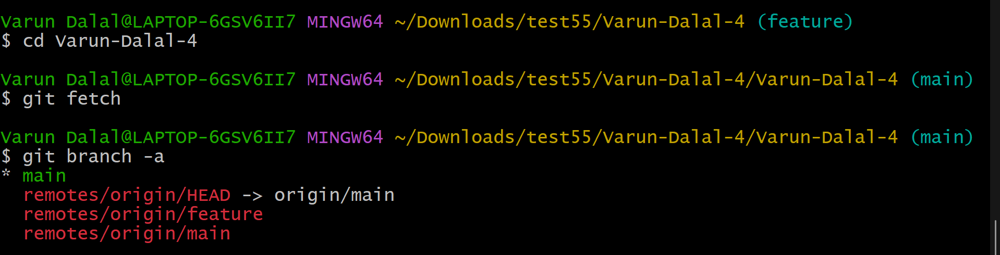 Varun Dalal@LAPTOP-6GSV6II7 MINGW64 ~/Downloads/test55/Varun-Dalal-4 (feature)
$ cd Varun-Dalal-4
Varun Dalal@LAPTOP-6GSV6II7 MINGW64 ~/Downloads/test55/Varun-Dalal-4/Varun-Dalal-4 (main)
$ git fetch
Varun Dalal@LAPTOP-6GSV6II7 MINGW64 ~/Downloads/test55/Varun-Dalal-4/Varun-Dalal-4 (main)
$ git branch -a
* main
  remotes/origin/HEAD -> origin/main
  remotes/origin/feature
  remotes/origin/main